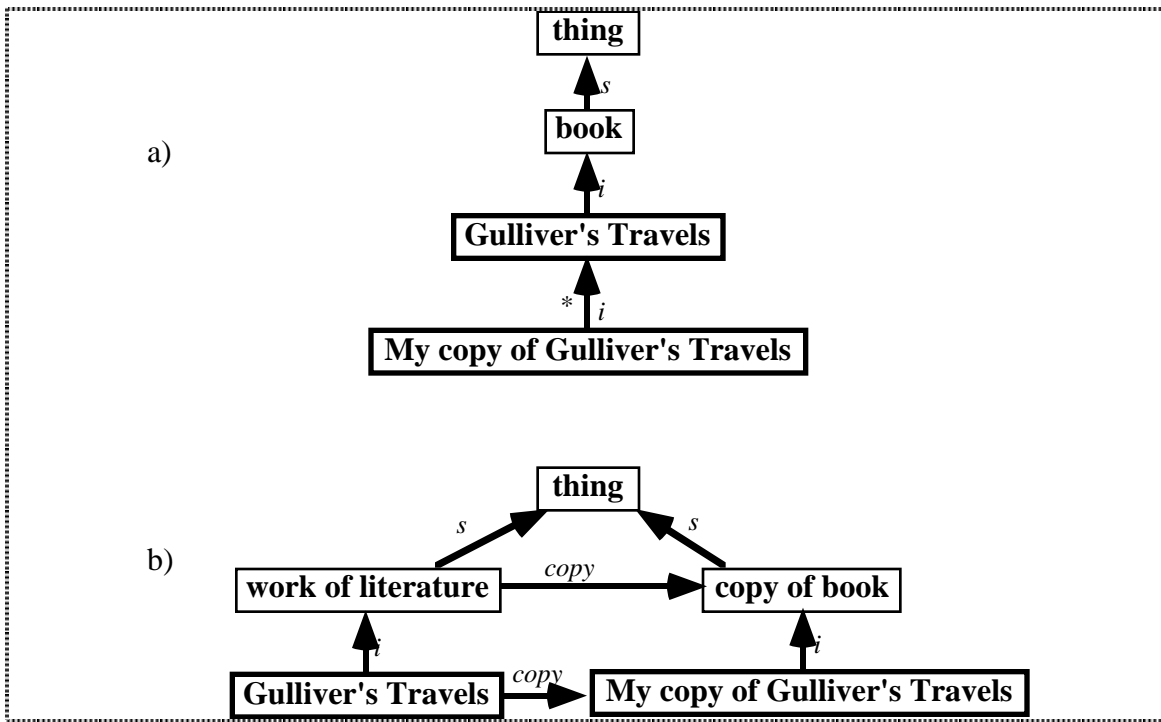 thing
s
book
a)
i
Gulliver's Travels
* i
My copy of Gulliver's Travels
thing
s s
b)
work of literature copy copy of book
i i
Gulliver's Travels copy My copy of Gulliver's Travels